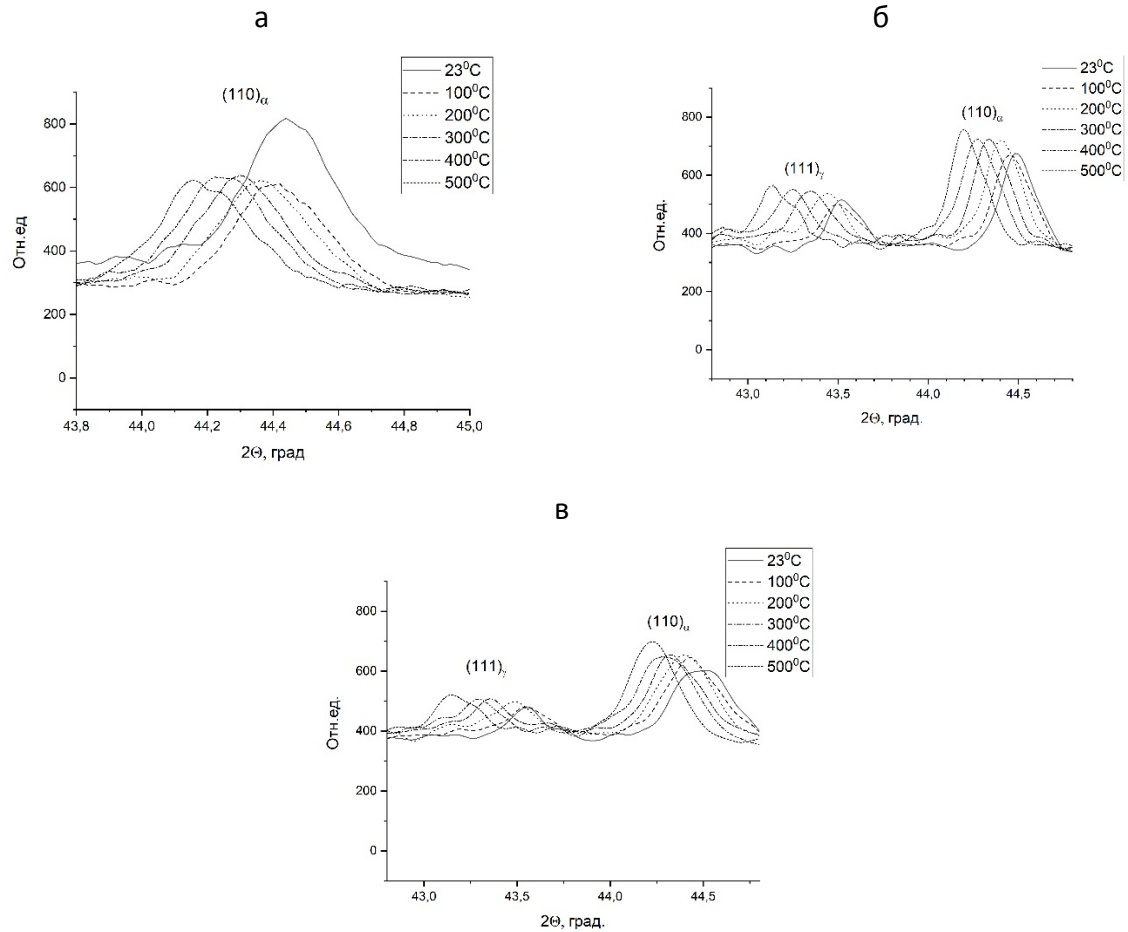 а
(110)α
23⁰C
100⁰C
200⁰C
300⁰C
400⁰C
500⁰C
Отн.ед
800
600
400
200
0
43,8
44,0
44,2
44,4
44,6
44,8
45,0
2Θ, град
б
(111)γ
(110)α
23⁰C
100⁰C
200⁰C
300⁰C
400⁰C
500⁰C
Отн.ед.
800
600
400
200
0
43,0
43,5
44,0
44,5
2Θ, град.
в
(111)γ
(110)α
23⁰C
100⁰C
200⁰C
300⁰C
400⁰C
500⁰C
Отн.ед.
800
600
400
200
0
43,0
43,5
44,0
44,5
2Θ, град.